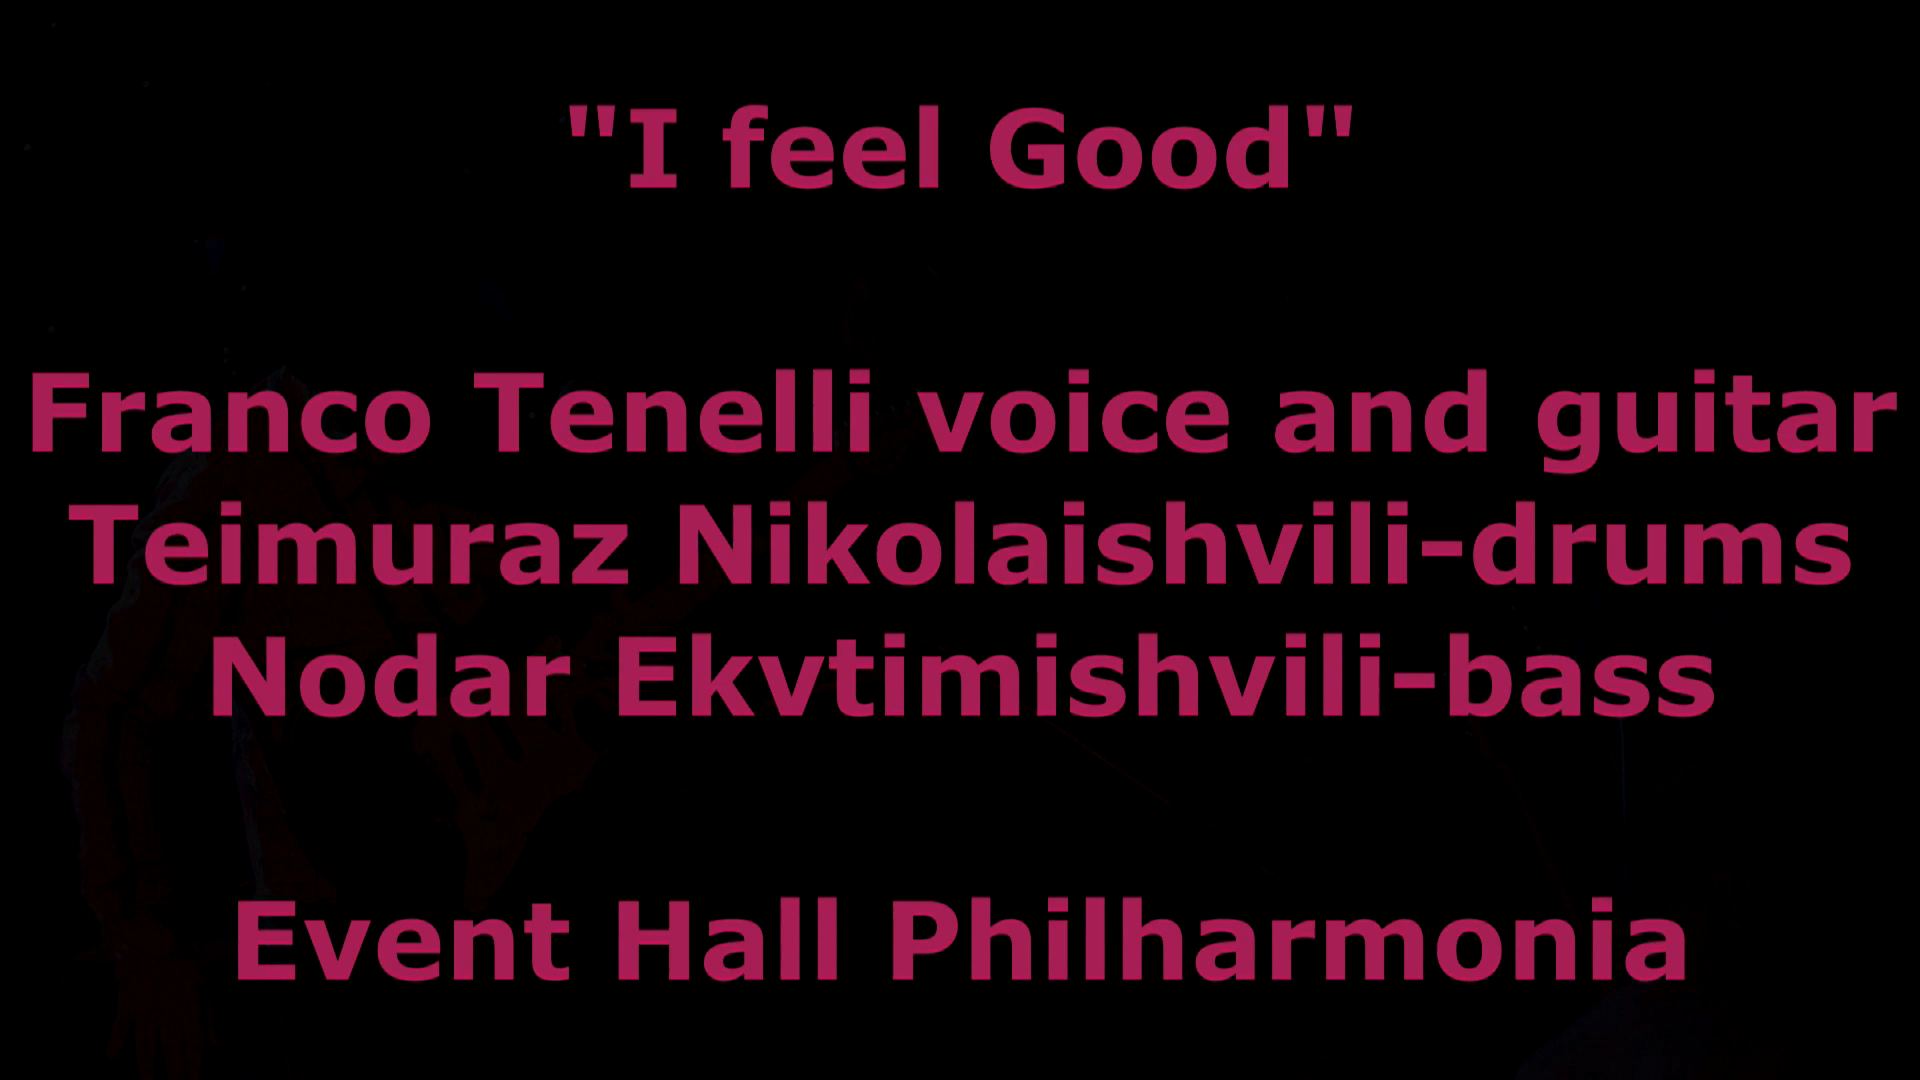 "I feel Good"
Franco Tenelli voice and guitar
Teimuraz Nikolaishvili-drums
Nodar Ekvtimishvili-bass
Event Hall Philharmonia